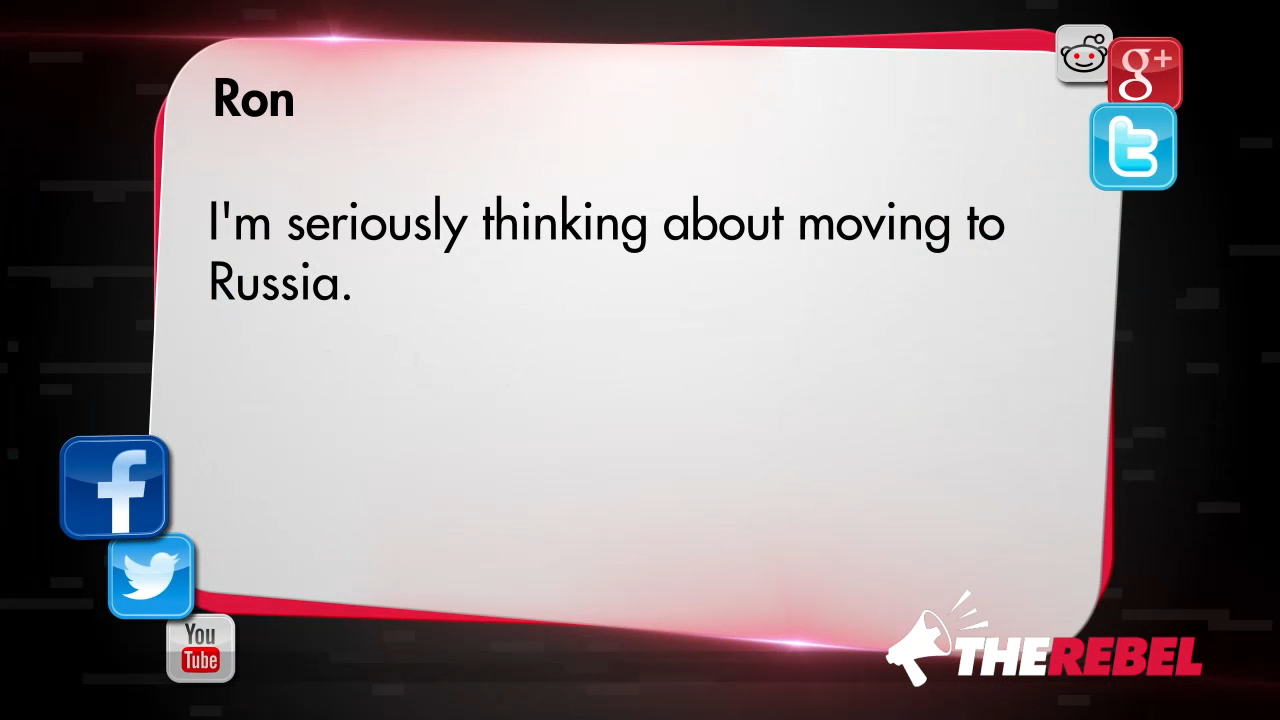 Ron
I'm seriously thinking about moving to
Russia.
g+
t
f
You
Tube
THEREBEL